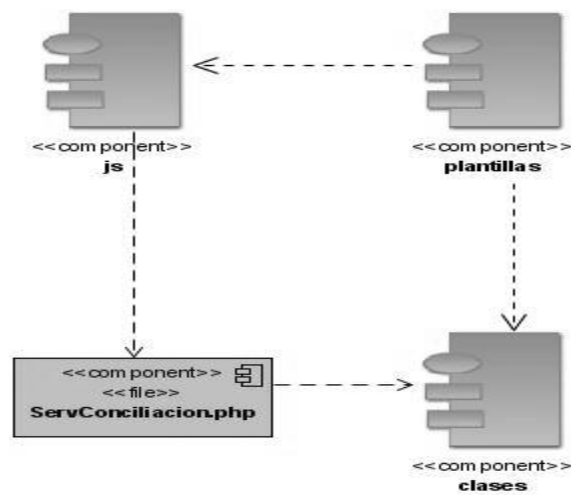 <<component>>
js
<<component>>
plantillas
<<component>>
<<file>>
ServConciliacion.php
<<component>>
clases